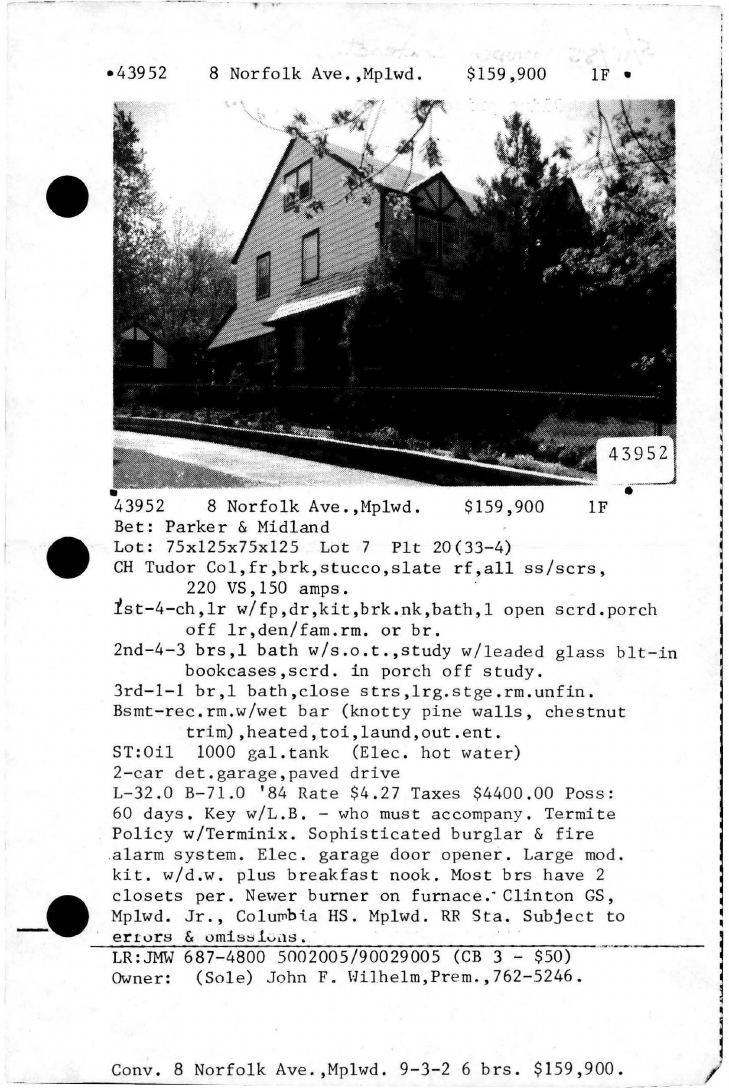 •43952 8 Norfolk Ave.,Mplwd. $159,900 1F •
43952
43952 8 Norfolk Ave.,Mplwd. $159,900 1F
Bet: Parker & Midland
Lot: 75x125x75x125 Lot 7 Plt 20(33-4)
CH Tudor Col,fr,brk,stucco,slate rf,all ss/scrs,
220 VS,150 amps.
1st-4-ch,lr w/fp,dr,kit,brk.nk,bath,1 open scrd.porch
off lr,den/fam.rm. or br.
2nd-4-3 brs,1 bath w/s.o.t.,study w/leaded glass blt-in
bookcases,scrd. in porch off study.
3rd-1-1 br,1 bath,close strs,lrg.stge.rm.unfin.
Bsmt-rec.rm.w/wet bar (knotty pine walls, chestnut
trim),heated,toi,laund,out.ent.
ST:Oil 1000 gal.tank (Elec. hot water)
2-car det.garage,paved drive
L-32.0 B-71.0 '84 Rate $4.27 Taxes $4400.00 Poss:
60 days. Key w/L.B. - who must accompany. Termite
Policy w/Terminix. Sophisticated burglar & fire
alarm system. Elec. garage door opener. Large mod.
kit. w/d.w. plus breakfast nook. Most brs have 2
closets per. Newer burner on furnace. Clinton GS,
Mplwd. Jr., Columbia HS. Mplwd. RR Sta. Subject to
errors & omissions.
LR:JMW 687-4800 5002005/90029005 (CB 3 - $50)
Owner: (Sole) John F. Wilhelm,Prem.,762-5246.
Conv. 8 Norfolk Ave.,Mplwd. 9-3-2 6 brs. $159,900.